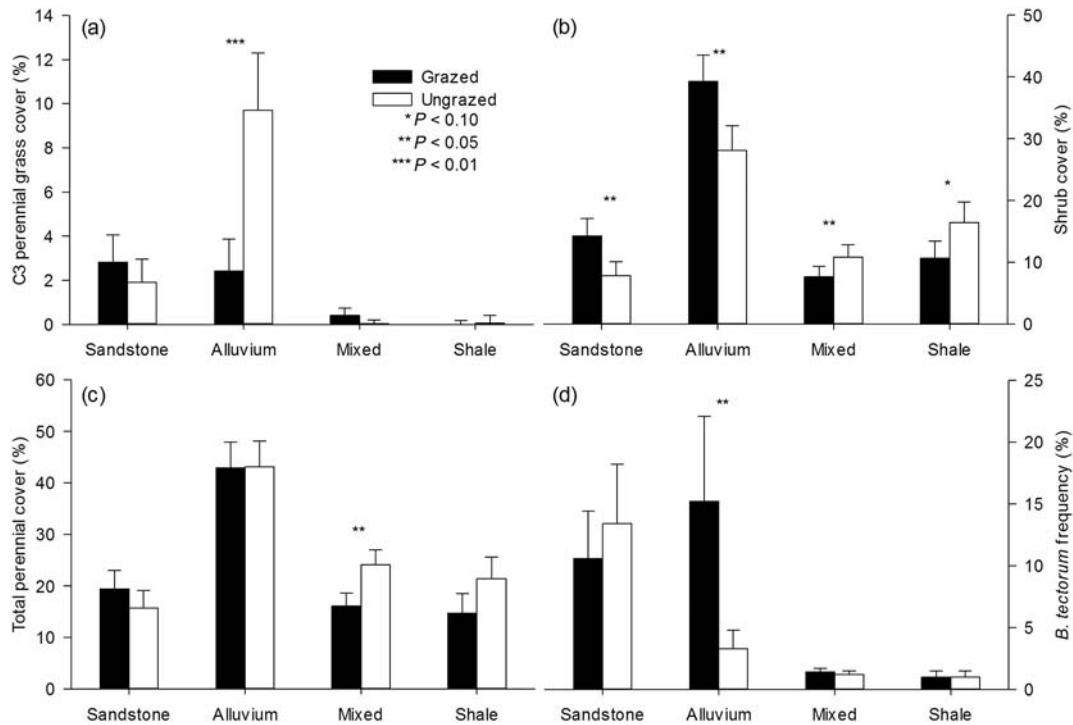 (a)
C3 perennial grass cover (%)
14
12
10
8
6
4
2
0
***
Grazed
Ungrazed
* P < 0.10
** P < 0.05
*** P < 0.01
Sandstone Alluvium Mixed Shale
(b)
Shrub cover (%)
50
40
30
20
10
0
**
**
**
*
Sandstone Alluvium Mixed Shale
(c)
Total perennial cover (%)
60
50
40
30
20
10
0
**
Sandstone Alluvium Mixed Shale
(d)
B. tectorum frequency (%)
25
20
15
10
5
0
**
Sandstone Alluvium Mixed Shale